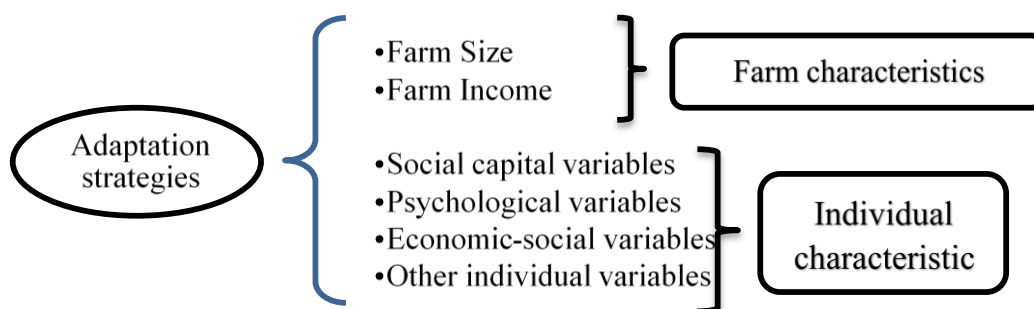 Adaptation
strategies
•Farm Size
•Farm Income
•Social capital variables
•Psychological variables
•Economic-social variables
•Other individual variables
Farm characteristics
Individual
characteristic